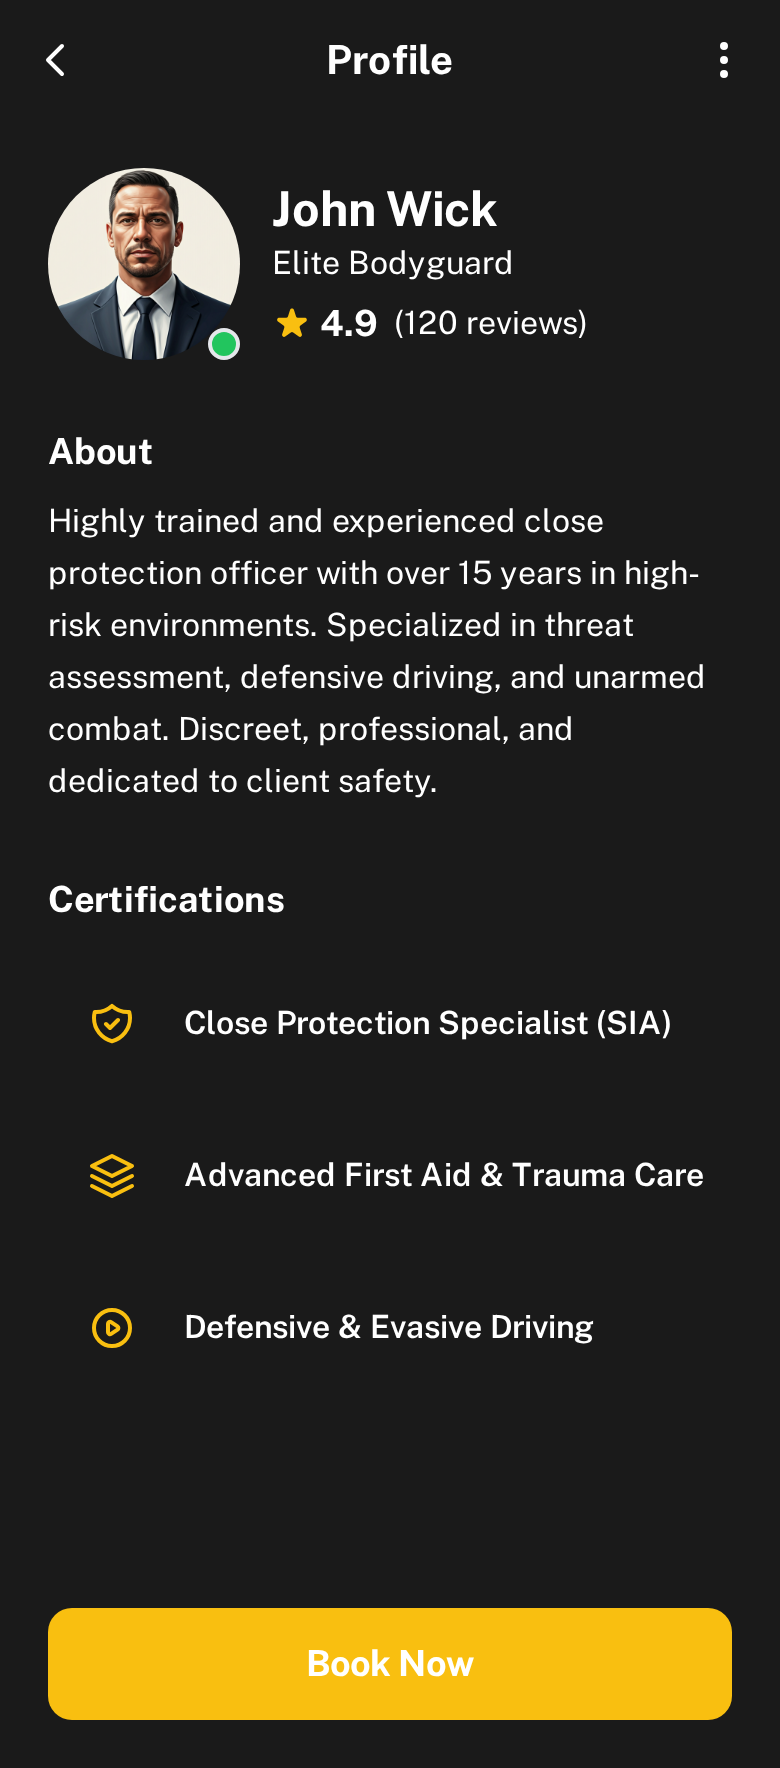 Profile
John Wick
Elite Bodyguard
4.9 (120 reviews)
About
Highly trained and experienced close
protection officer with over 15 years in high-
risk environments. Specialized in threat
assessment, defensive driving, and unarmed
combat. Discreet, professional, and
dedicated to client safety.
Certifications
Close Protection Specialist (SIA)
Advanced First Aid & Trauma Care
Defensive & Evasive Driving
Book Now